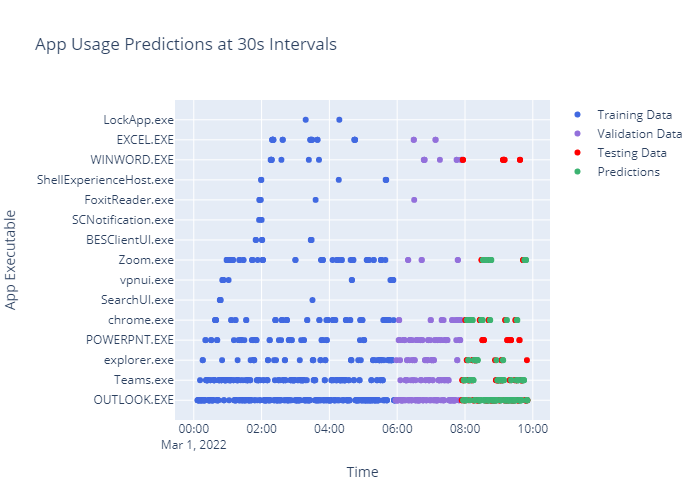 App Usage Predictions at 30s Intervals
Training Data
Validation Data
Testing Data
Predictions
App Executable
LockApp.exe
EXCEL.EXE
WINWORD.EXE
ShellExperienceHost.exe
FoxitReader.exe
SCNotification.exe
BESClientUI.exe
Zoom.exe
vpnui.exe
SearchUI.exe
chrome.exe
POWERPNT.EXE
explorer.exe
Teams.exe
OUTLOOK.EXE
00:00 02:00 04:00 06:00 08:00 10:00
Mar 1, 2022
Time